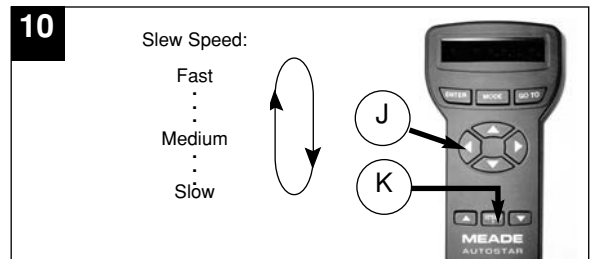 10
Slew Speed:
Fast
Medium
Slow
J
K
ENTER MODE GO TO
MEADE
AUTOSTAR